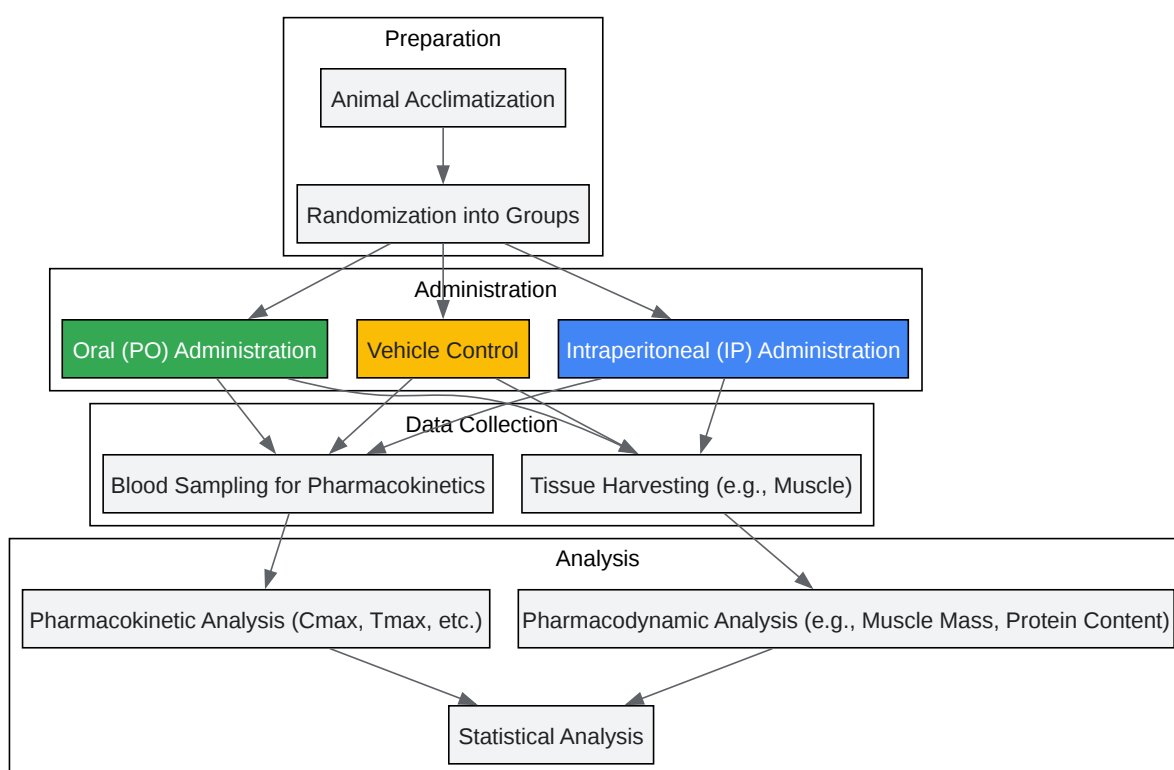 Preparation
Animal Acclimatization
Randomization into Groups
Administration
Oral (PO) Administration
Vehicle Control
Intraperitoneal (IP) Administration
Data Collection
Blood Sampling for Pharmacokinetics
Tissue Harvesting (e.g., Muscle)
Analysis
Pharmacokinetic Analysis (Cmax, Tmax, etc.)
Pharmacodynamic Analysis (e.g., Muscle Mass, Protein Content)
Statistical Analysis